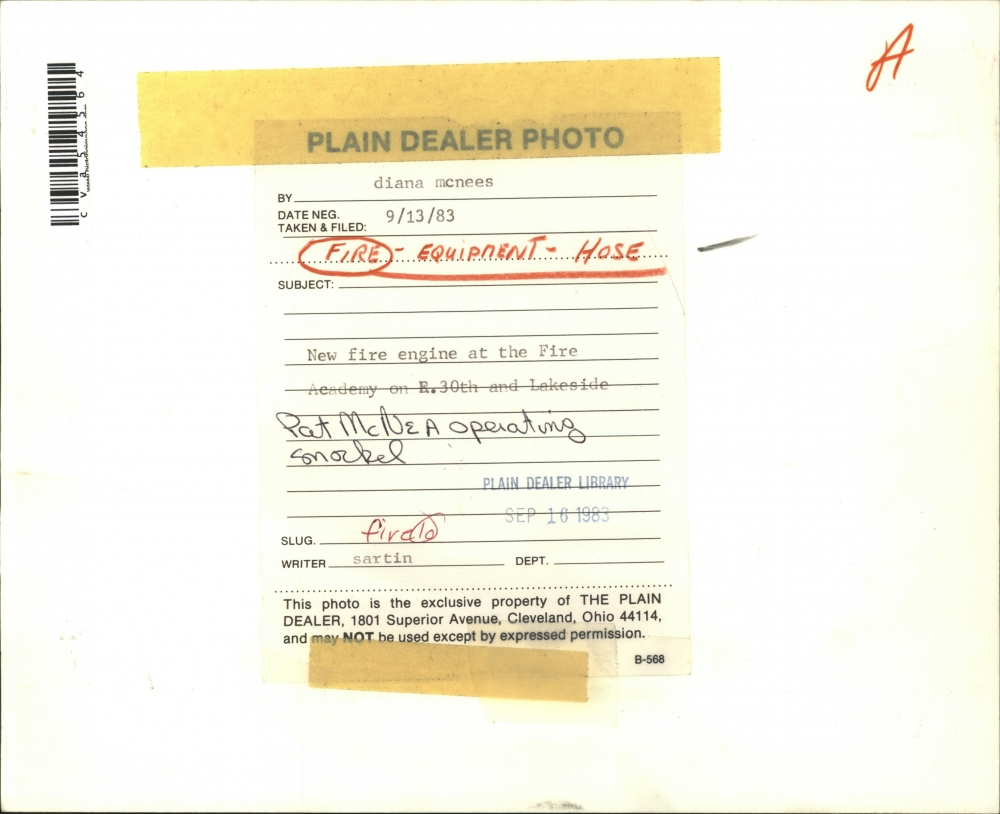 A
cva54564
PLAIN DEALER PHOTO
BY diana mcnees
DATE NEG.
TAKEN & FILED: 9/13/83
FIRE - EQUIPMENT - HOSE
SUBJECT:
New fire engine at the Fire
Academy on E.30th and Lakeside
Pat McNEA operating
snorkel
PLAIN DEALER LIBRARY
SEP 16 1983
SLUG.
WRITER sartin DEPT.
This photo is the exclusive property of THE PLAIN
DEALER, 1801 Superior Avenue, Cleveland, Ohio 44114,
and may NOT be used except by expressed permission.
B-568